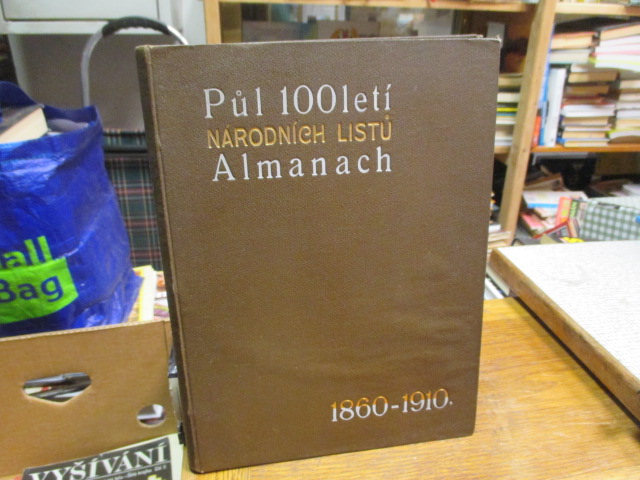 Půl 100letí
NÁRODNÍCH LISTŮ
Almanach
1860-1910.
all
Bag
VYŠÍVÁNÍ